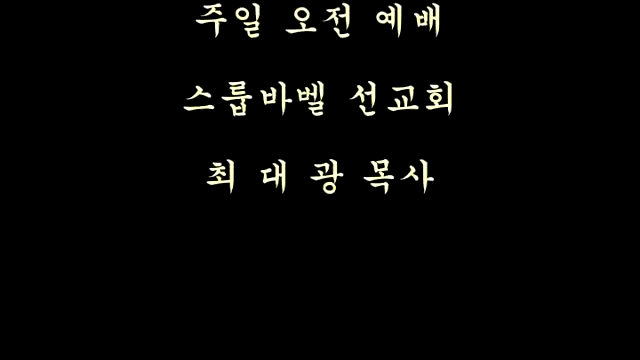 주일 오전 예배
스룹바벨 선교회
최 대 광 목사